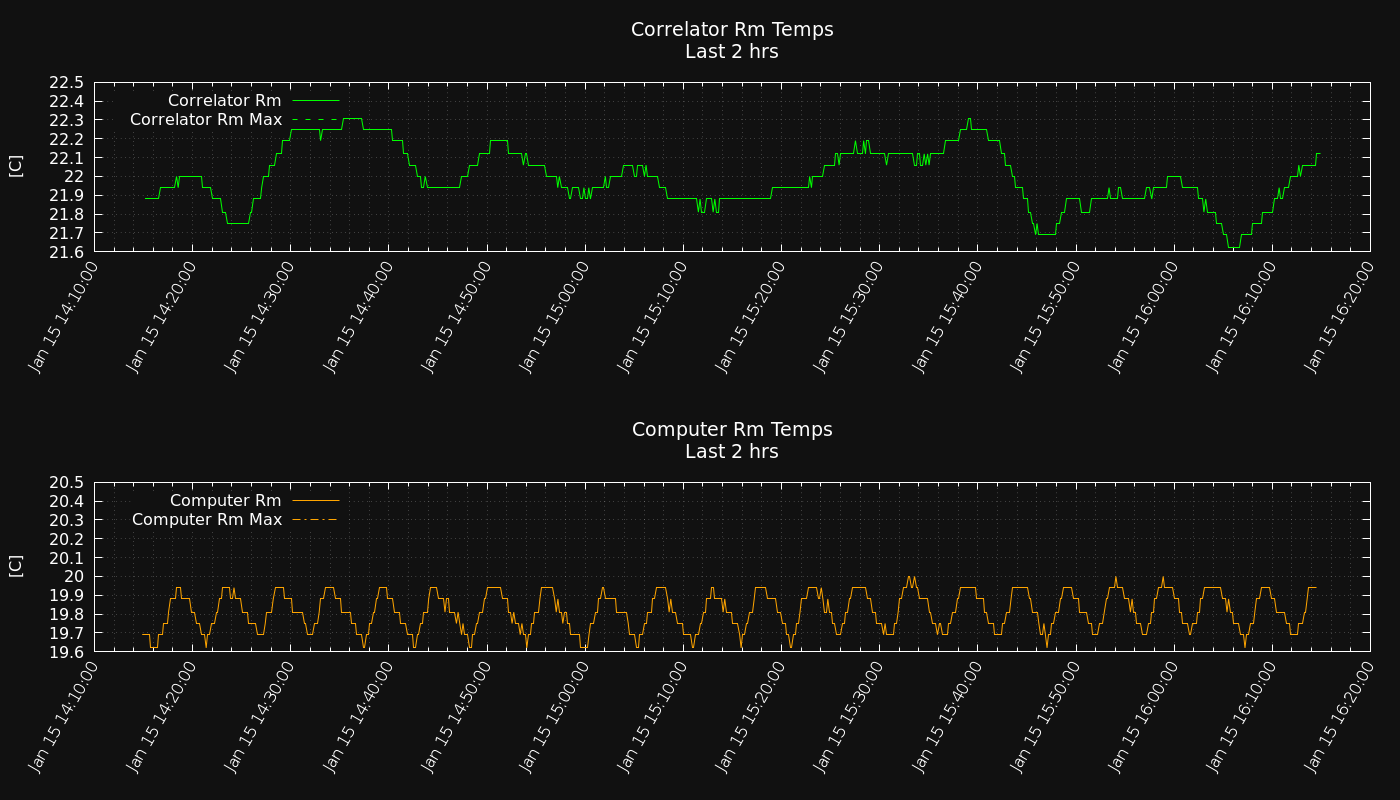 Correlator Rm Temps
Last 2 hrs
22.5
22.4
22.3
22.2
22.1
22
21.9
21.8
21.7
21.6
[C]
Correlator Rm
Correlator Rm Max
Jan 15 14:10:00
Jan 15 14:20:00
Jan 15 14:30:00
Jan 15 14:40:00
Jan 15 14:50:00
Jan 15 15:00:00
Jan 15 15:10:00
Jan 15 15:20:00
Jan 15 15:30:00
Jan 15 15:40:00
Jan 15 15:50:00
Jan 15 16:00:00
Jan 15 16:10:00
Jan 15 16:20:00
Computer Rm Temps
Last 2 hrs
20.5
20.4
20.3
20.2
20.1
20
19.9
19.8
19.7
19.6
[C]
Computer Rm
Computer Rm Max
Jan 15 14:10:00
Jan 15 14:20:00
Jan 15 14:30:00
Jan 15 14:40:00
Jan 15 14:50:00
Jan 15 15:00:00
Jan 15 15:10:00
Jan 15 15:20:00
Jan 15 15:30:00
Jan 15 15:40:00
Jan 15 15:50:00
Jan 15 16:00:00
Jan 15 16:10:00
Jan 15 16:20:00